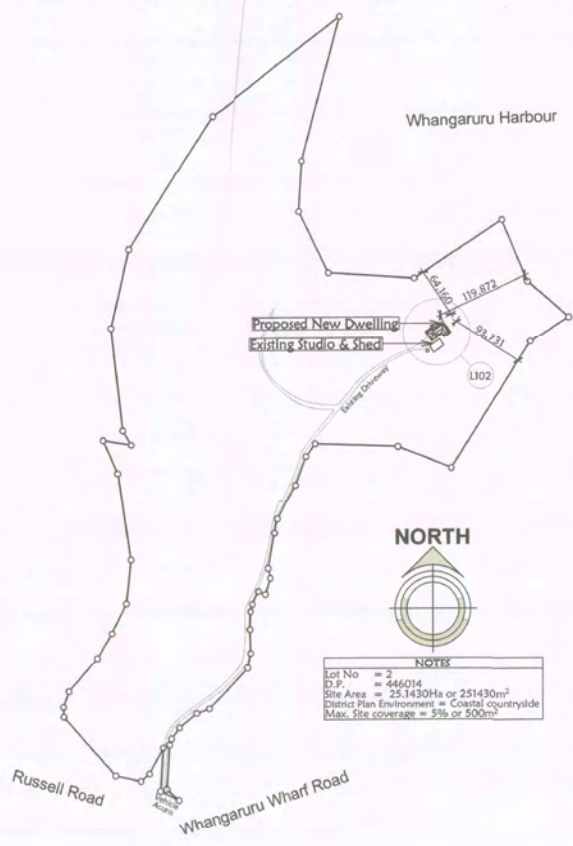 Whangaruru Harbour
64,160
119,872
93,731
Proposed New Dwelling
Existing Studio & Shed
L102
Existing Driveway
NORTH
NOTES
Lot No = 2
D.P. = 446014
Site Area = 25.1430Ha or 251430m²
District Plan Environment = Coastal countryside
Max. Site coverage = 5% or 500m²
Russell Road
Vehicle
Access
Whangaruru Wharf Road